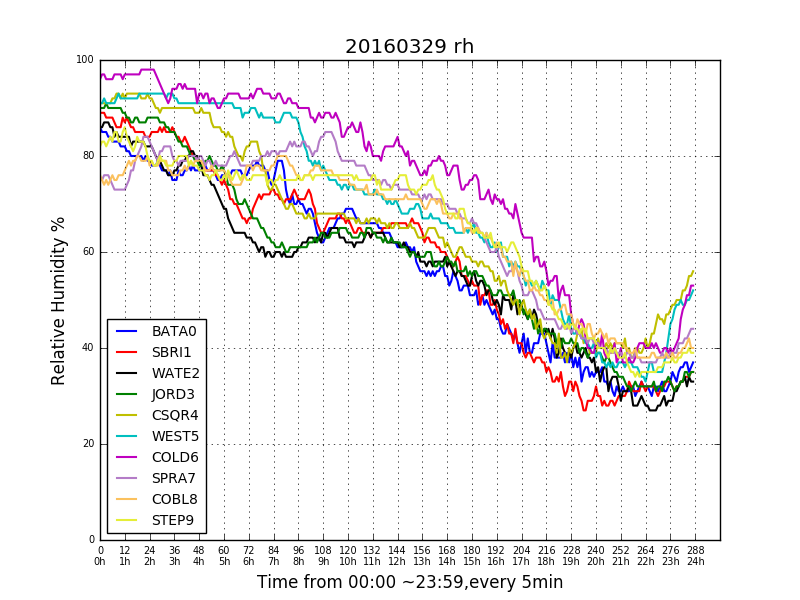 20160329 rh
100
80
60
40
20
0
Relative Humidity %
BATA0
SBRI1
WATE2
JORD3
CSQR4
WEST5
COLD6
SPRA7
COBL8
STEP9
0 12 24 36 48 60 72 84 96 108 120 132 144 156 168 180 192 204 216 228 240 252 264 276 288
0h 1h 2h 3h 4h 5h 6h 7h 8h 9h 10h 11h 12h 13h 14h 15h 16h 17h 18h 19h 20h 21h 22h 23h 24h
Time from 00:00 ~23:59,every 5min